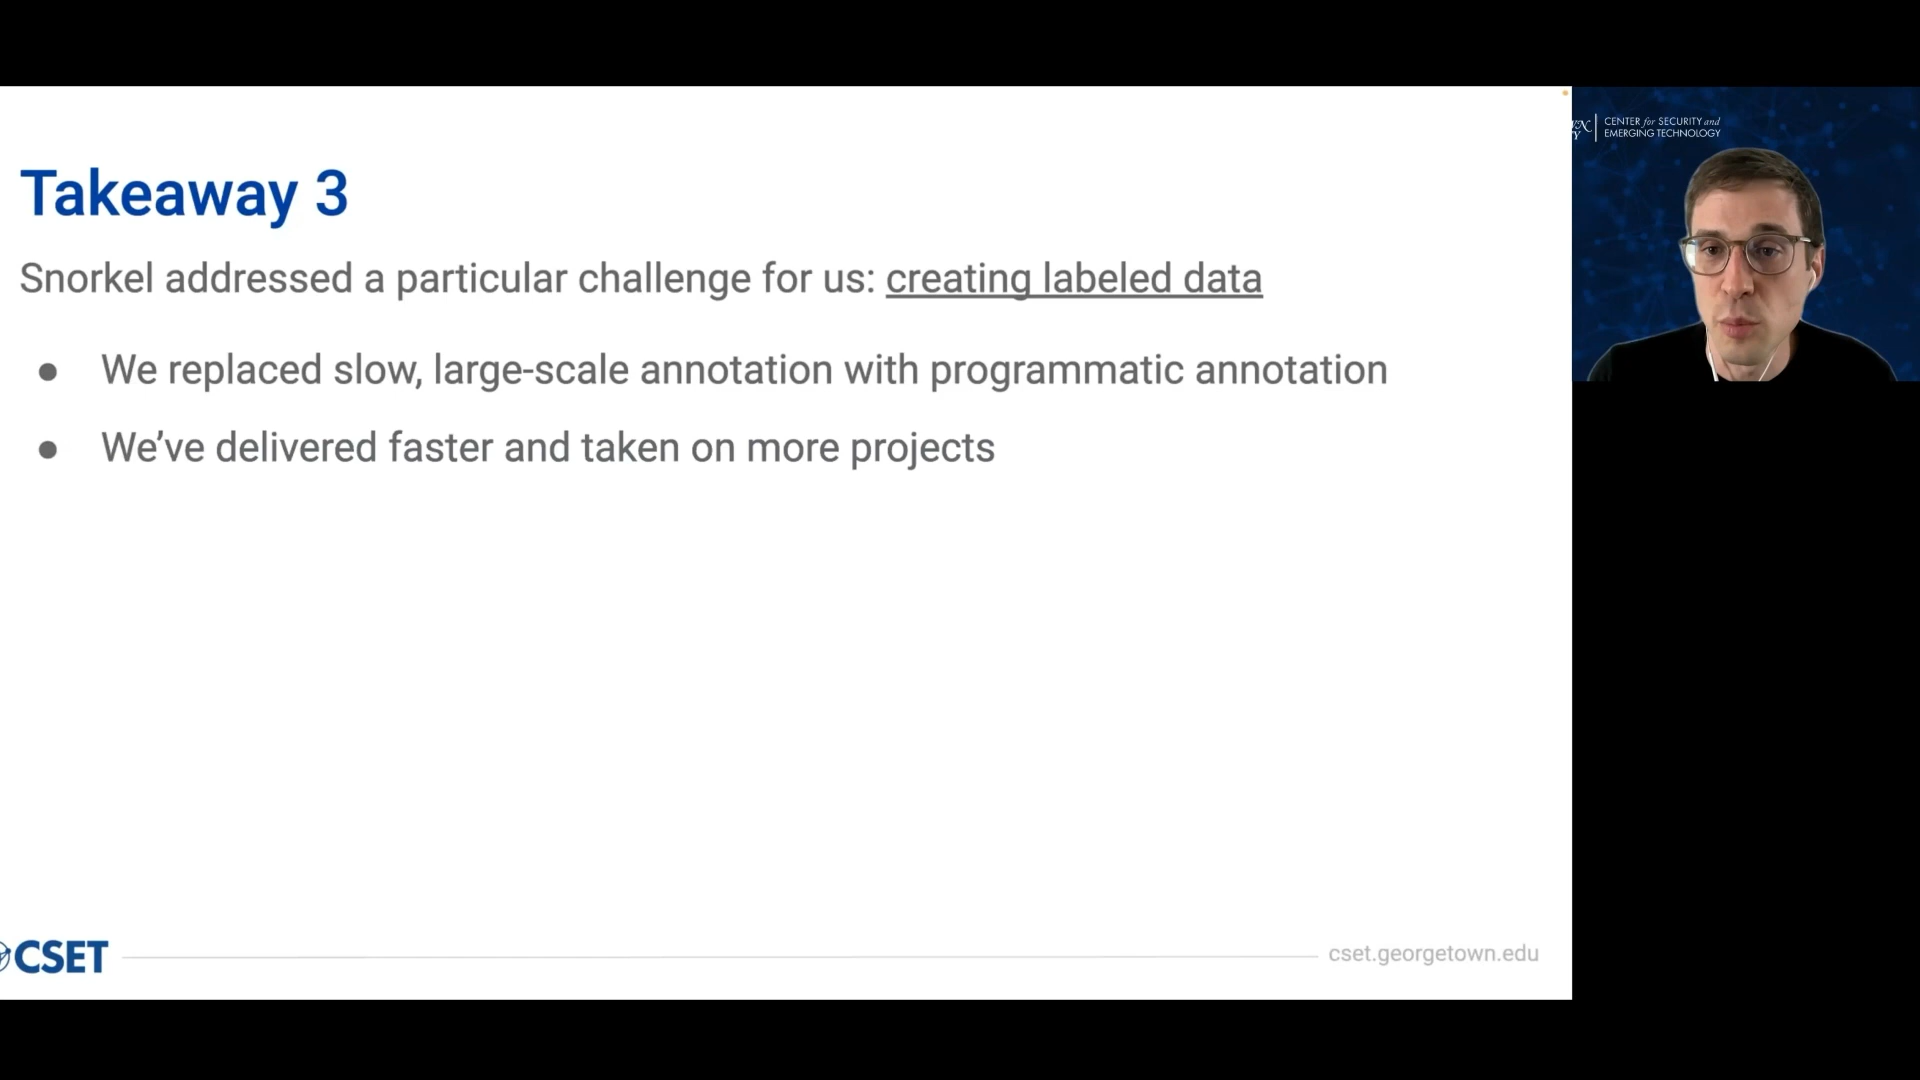 Takeaway 3
Snorkel addressed a particular challenge for us: creating labeled data
● We replaced slow, large-scale annotation with programmatic annotation
● We’ve delivered faster and taken on more projects
CSET
cset.georgetown.edu
CENTER for SECURITY and
EMERGING TECHNOLOGY